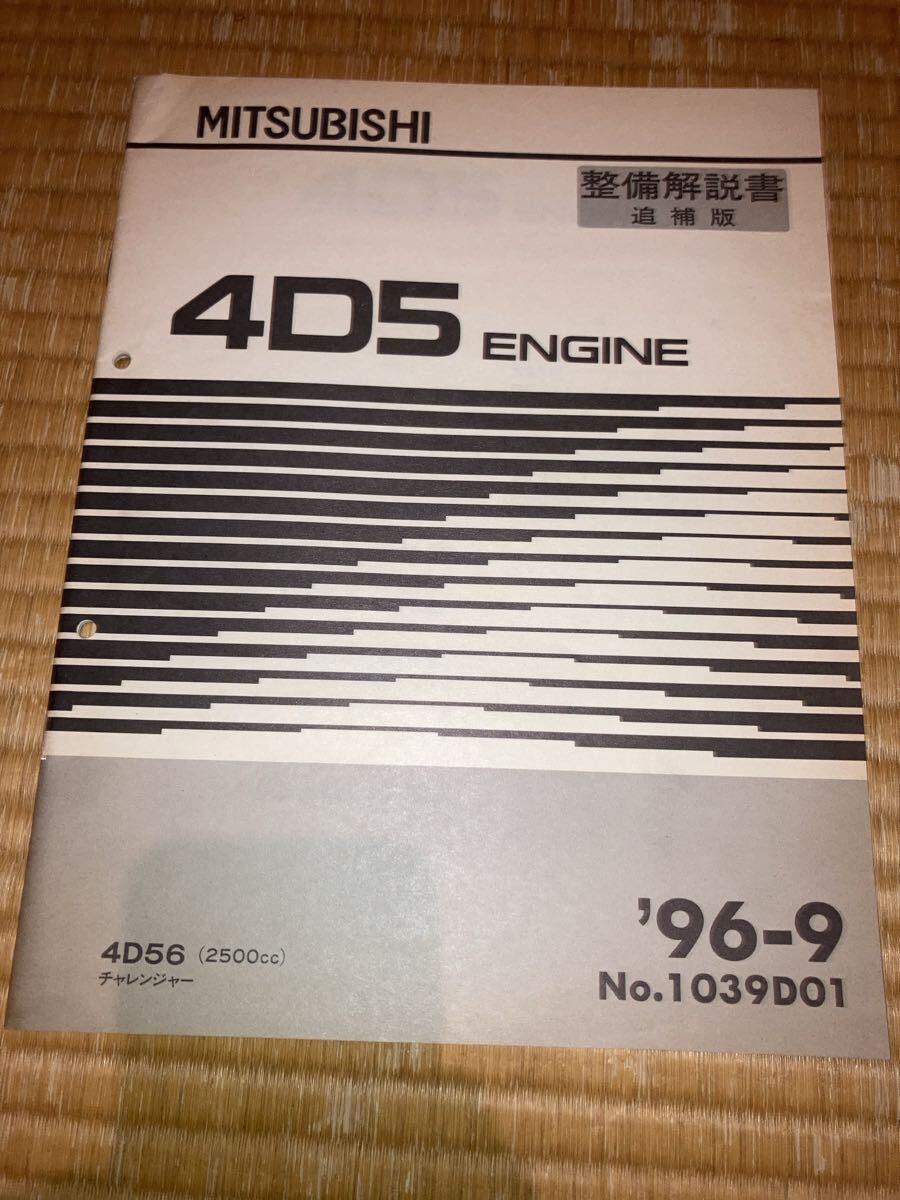 MITSUBISHI
整備解説書
追補版
4D5 ENGINE
4D56 (2500cc)
チャレンジャー
'96-9
No.1039D01